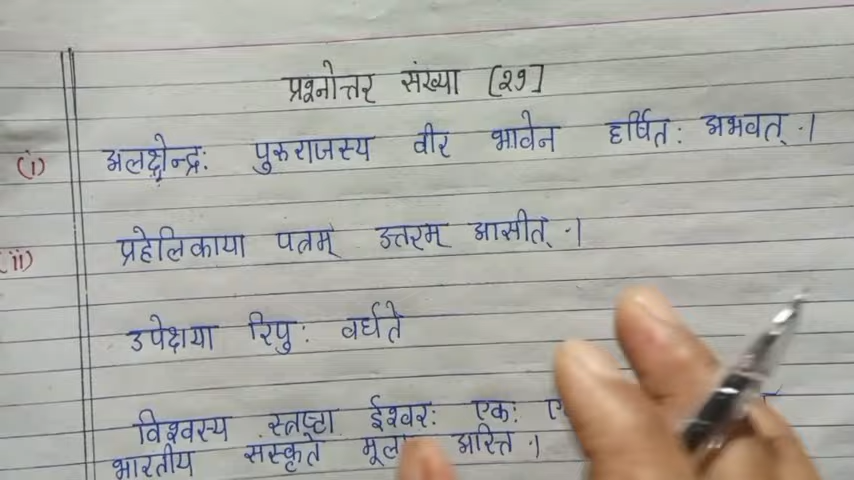 प्रश्नोत्तर संख्या [29]
(i) अलक्षेन्द्रः पुरुराजस्य वीर भावेन हर्षितः अभवत् ।
(ii) प्रहेलिकाया पत्रम् उत्तरम् आसीत् ।
उपेक्षया रिपुः वर्धते
विश्वस्य स्त्रष्टा ईश्वरः एकः
भारतीय संस्कृते अस्ति ।